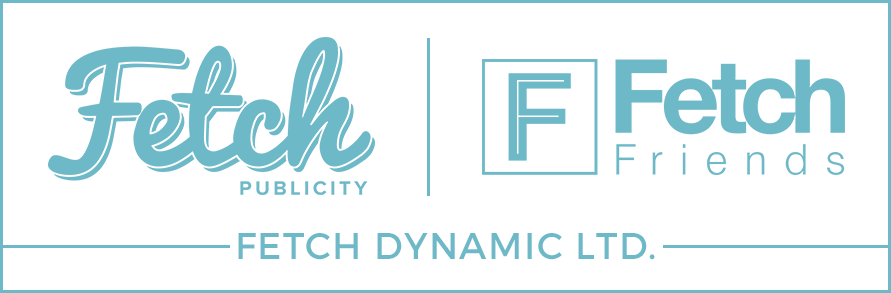 Fetch
PUBLICITY
F
Fetch
Friends
FETCH DYNAMIC LTD.